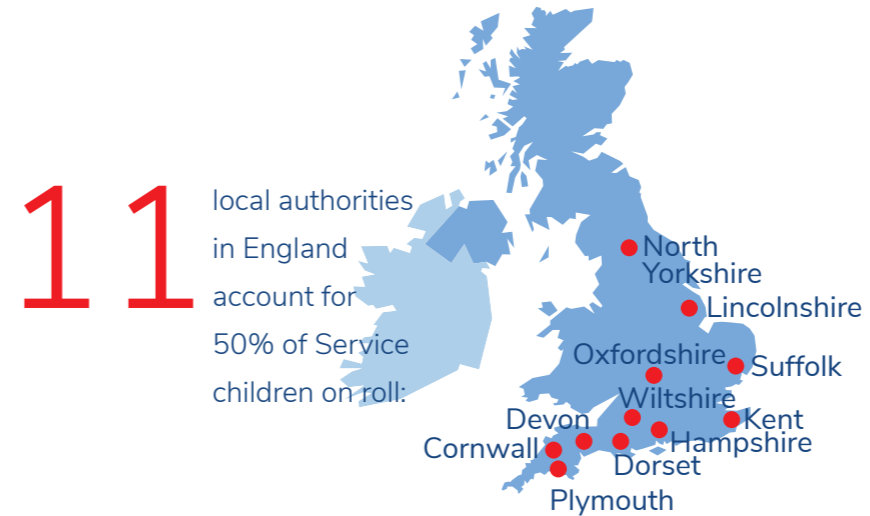 11
local authorities
in England
account for
50% of Service
children on roll:
North
Yorkshire
Lincolnshire
Oxfordshire
Suffolk
Wiltshire
Devon
Kent
Cornwall
Hampshire
Dorset
Plymouth